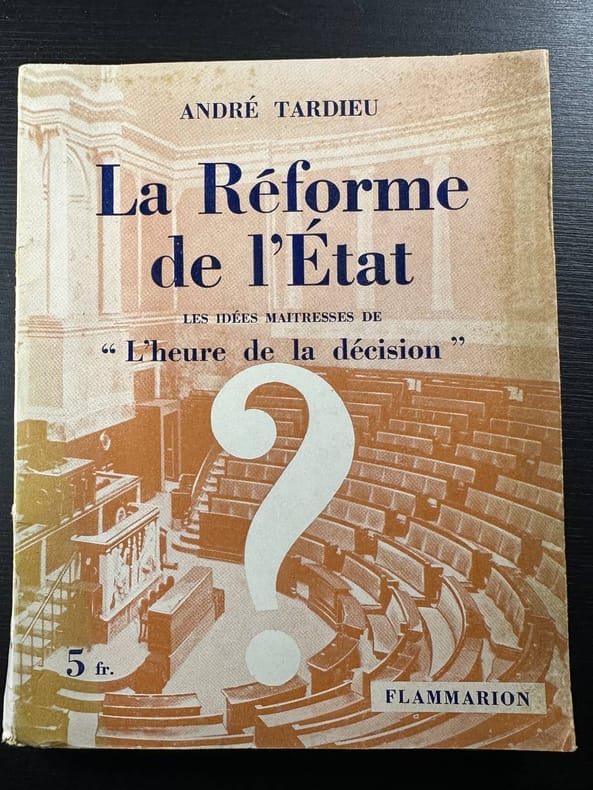 ANDRÉ TARDIEU
La Réforme
de l'État
LES IDÉES MAITRESSES DE
“ L'heure de la décision ”
?
5 fr.
FLAMMARION